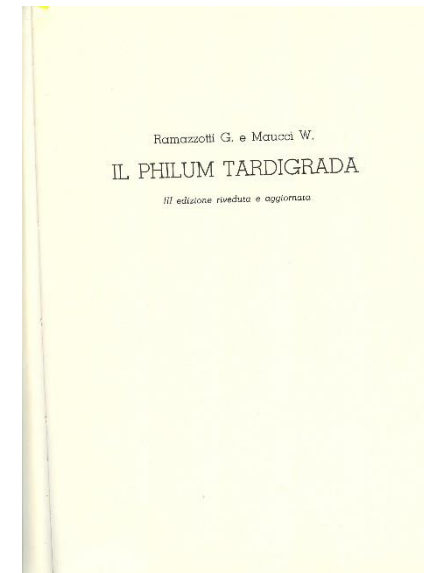 Ramazzotti G. e Maucci W.
IL PHILUM TARDIGRADA
III edizione riveduta e aggiornata